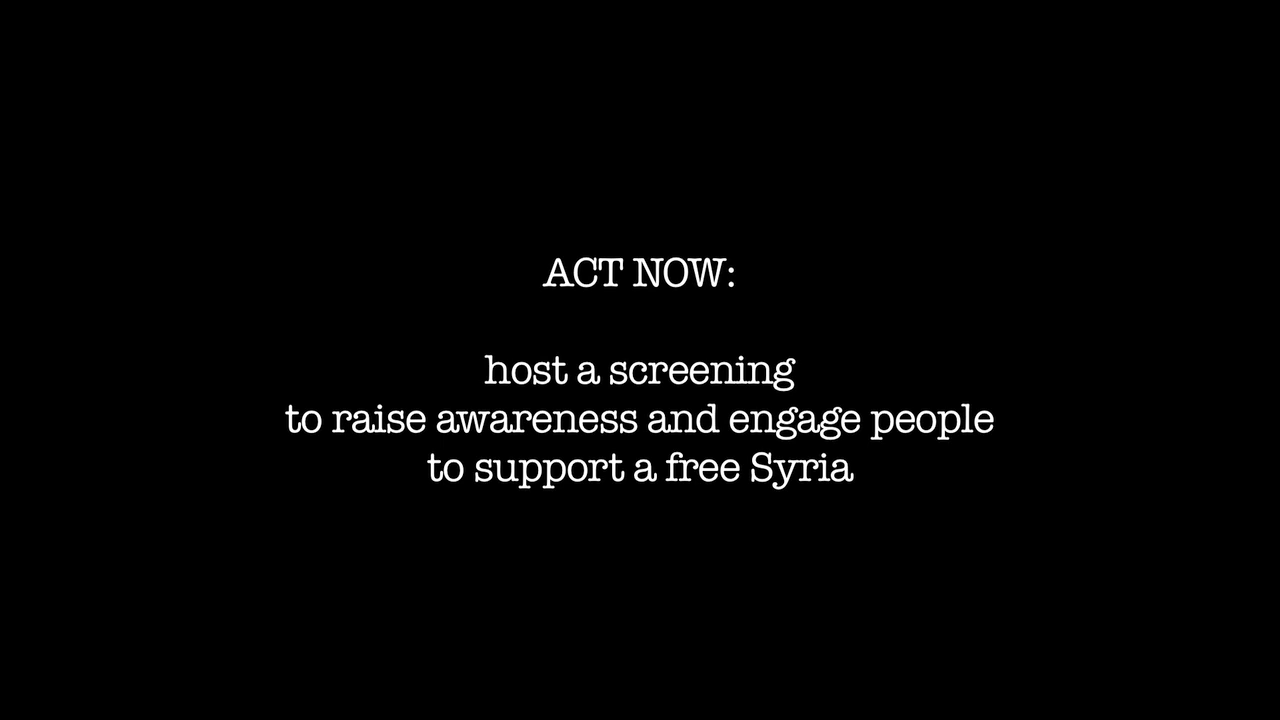 ACT NOW:
host a screening
to raise awareness and engage people
to support a free Syria